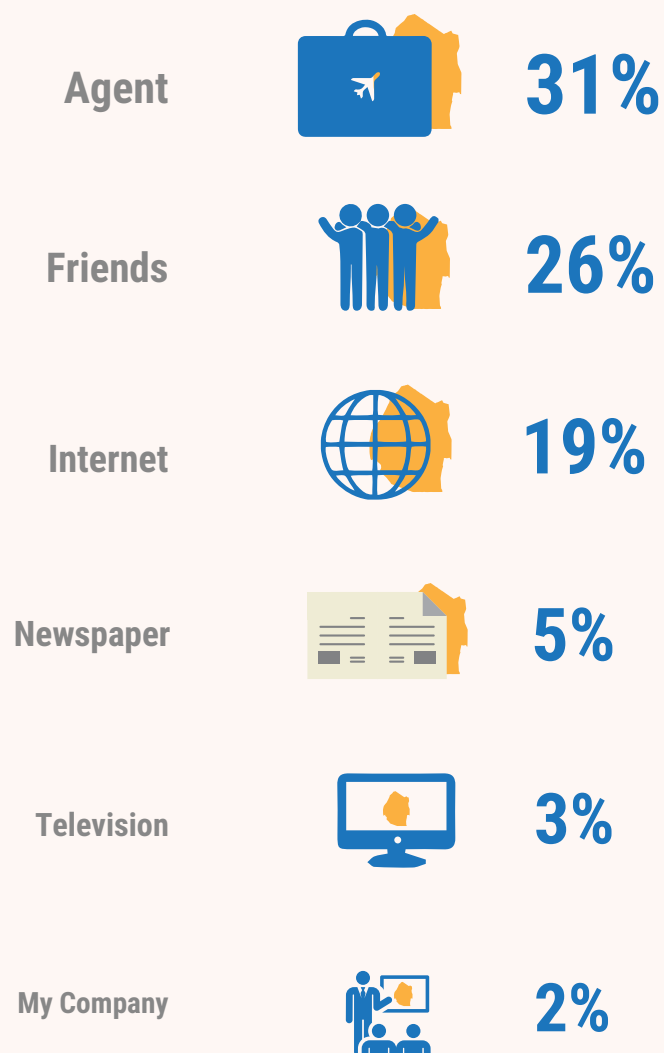 Agent 31%
Friends 26%
Internet 19%
Newspaper 5%
Television 3%
My Company 2%